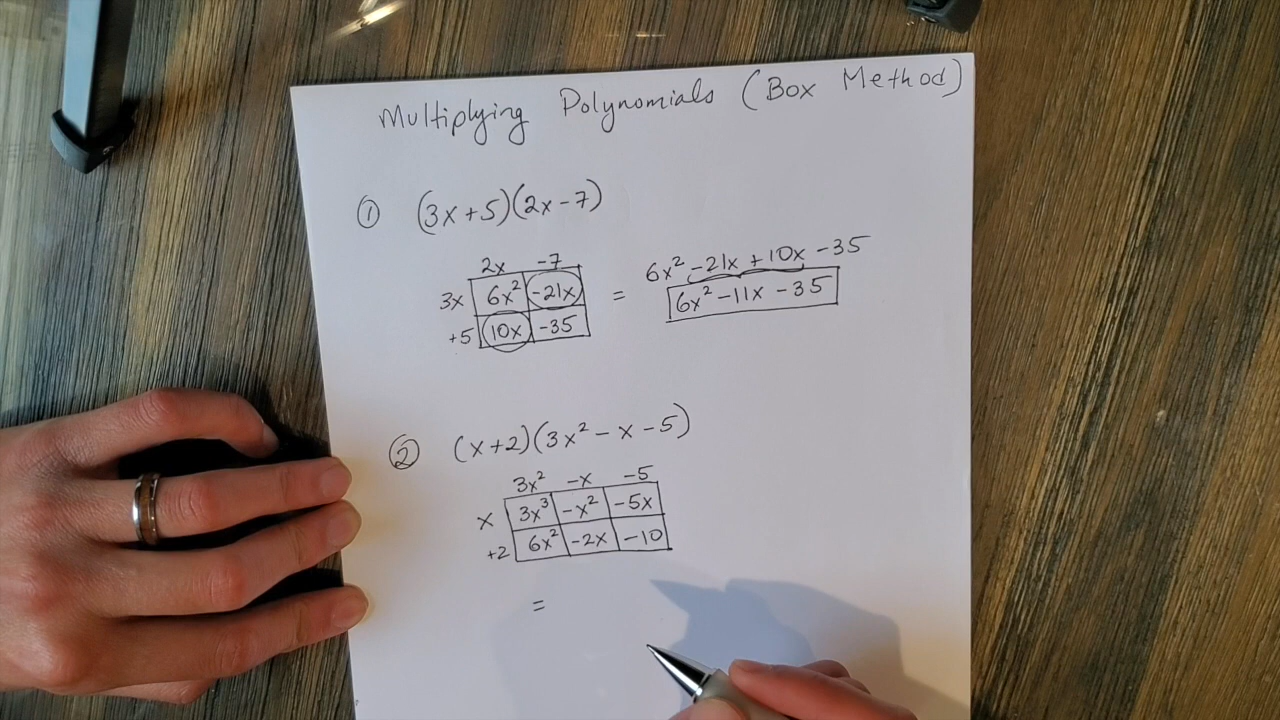 Multiplying Polynomials (Box Method)
① (3x+5)(2x-7)
2x -7
3x 6x² -21x
+5 10x -35
= 6x² -21x +10x -35
6x² -11x -35
② (x+2)(3x² - x - 5)
3x² -x -5
x 3x³ -x² -5x
+2 6x² -2x -10
=